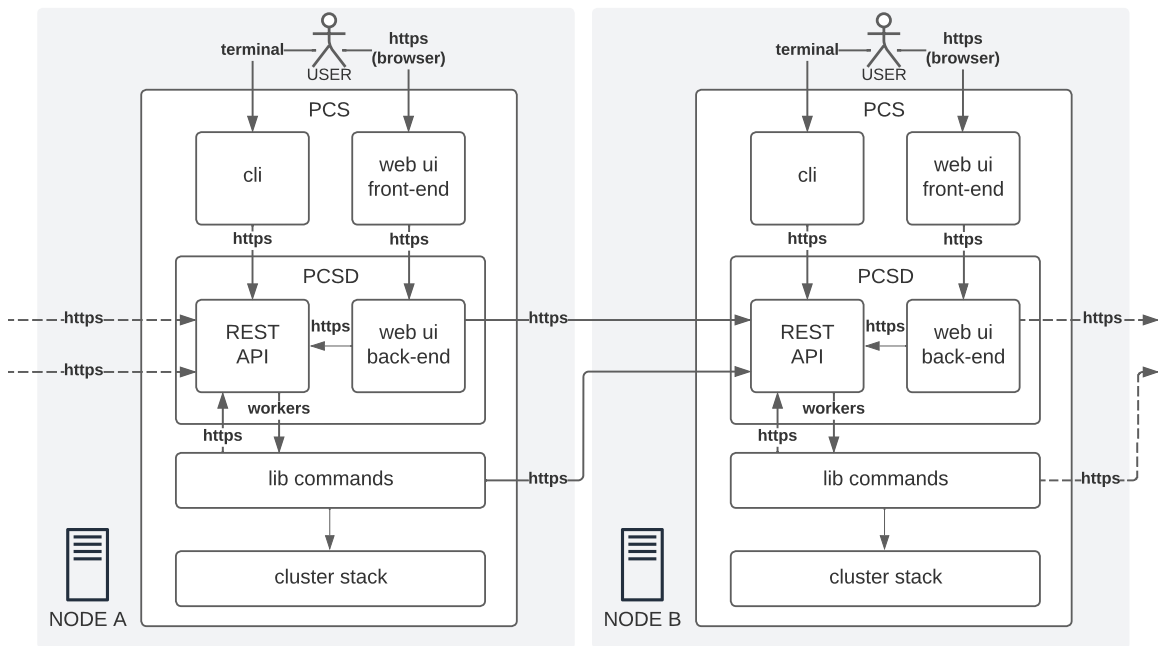 terminal
https
(browser)
USER
PCS
cli
web ui
front-end
https
https
PCSD
https
https
REST
API
https
web ui
back-end
https
workers
https
lib commands
https
cluster stack
NODE A
terminal
https
(browser)
USER
PCS
cli
web ui
front-end
https
https
PCSD
REST
API
https
web ui
back-end
https
workers
https
lib commands
https
cluster stack
NODE B